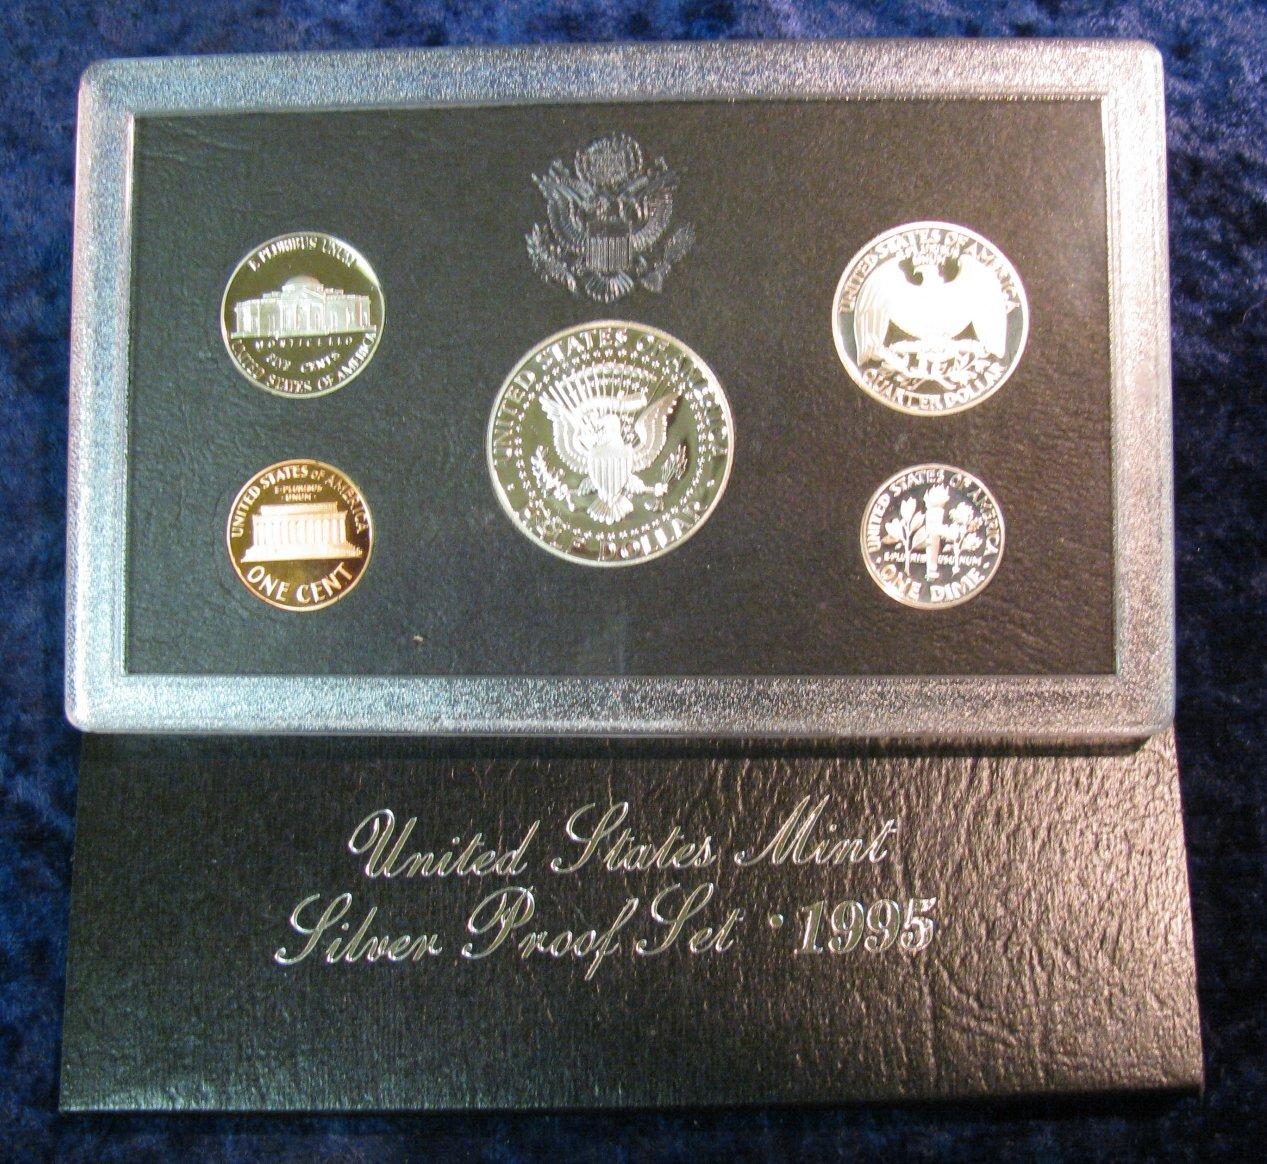 E PLURIBUS UNUM
MONTICELLO
FIVE CENTS
UNITED STATES OF AMERICA
UNITED STATES OF AMERICA
QUARTER DOLLAR
UNITED STATES OF AMERICA
HALF DOLLAR
UNITED STATES OF AMERICA
E·PLURIBUS
·UNUM·
ONE CENT
UNITED STATES OF AMERICA
·E·PLURIBUS UNUM·
·ONE DIME·
United States Mint
Silver Proof Set · 1995